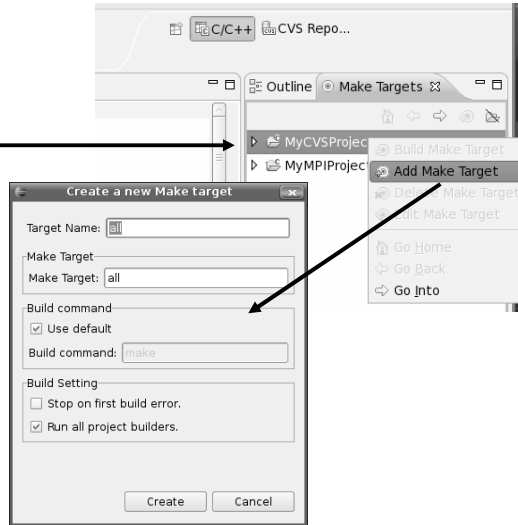 C/C++ CVS Repo...
Outline Make Targets
MyCVSProjec
MyMPIProjec
Build Make Target
Add Make Target
Delete Make Target
Edit Make Target
Go Home
Go Back
Go Into
Create a new Make target
Target Name: all
Make Target
Make Target: all
Build command
Use default
Build command: make
Build Setting
Stop on first build error.
Run all project builders.
Create Cancel